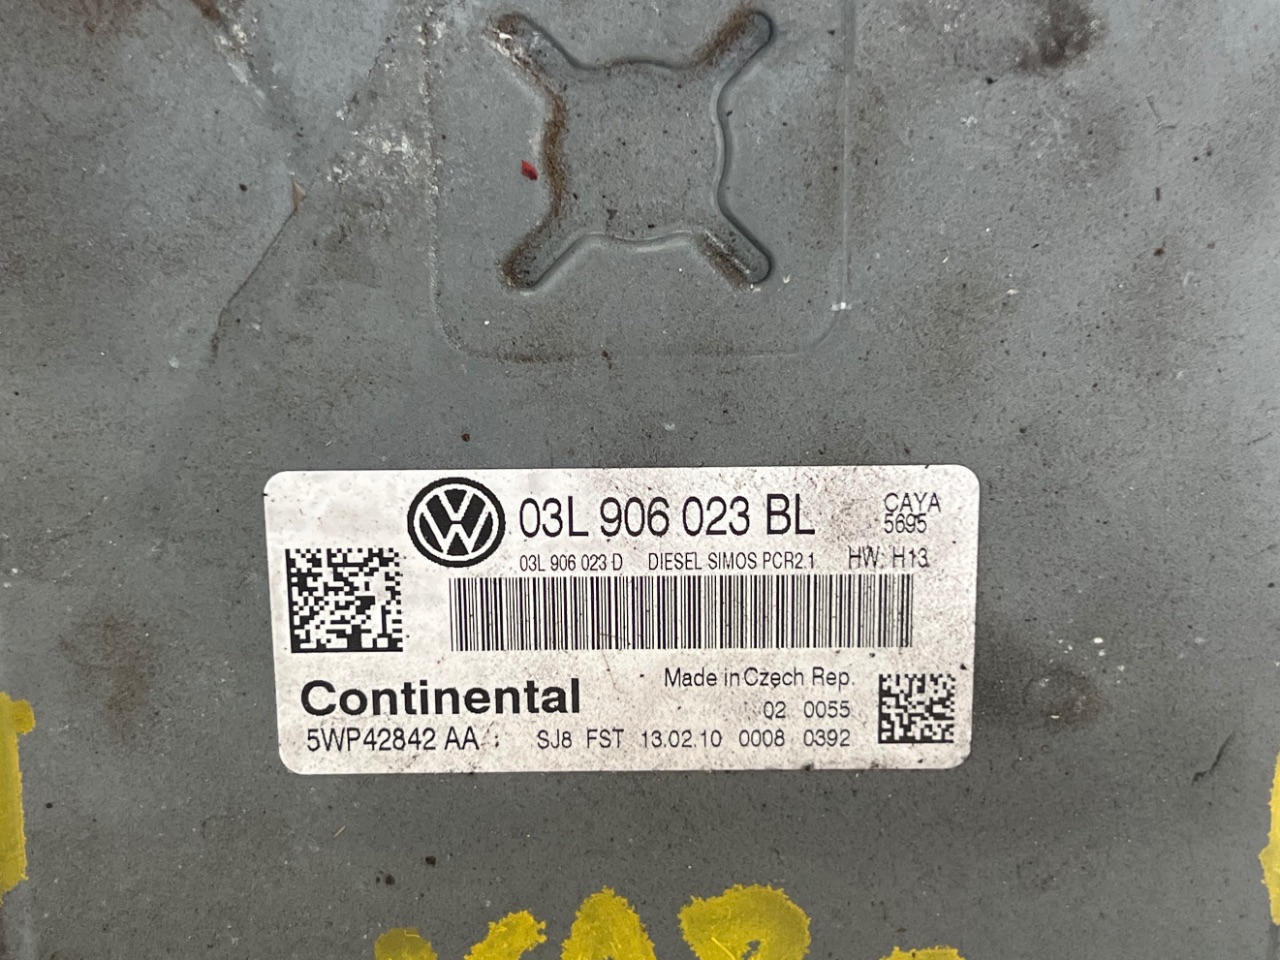 03L 906 023 BL CAYA
5695
03L 906 023 D DIESEL SIMOS PCR2.1 HW: H13
Made in Czech Rep.
Continental
02 0055
5WP42842 AA SJ8 FST 13.02.10 0008 0392